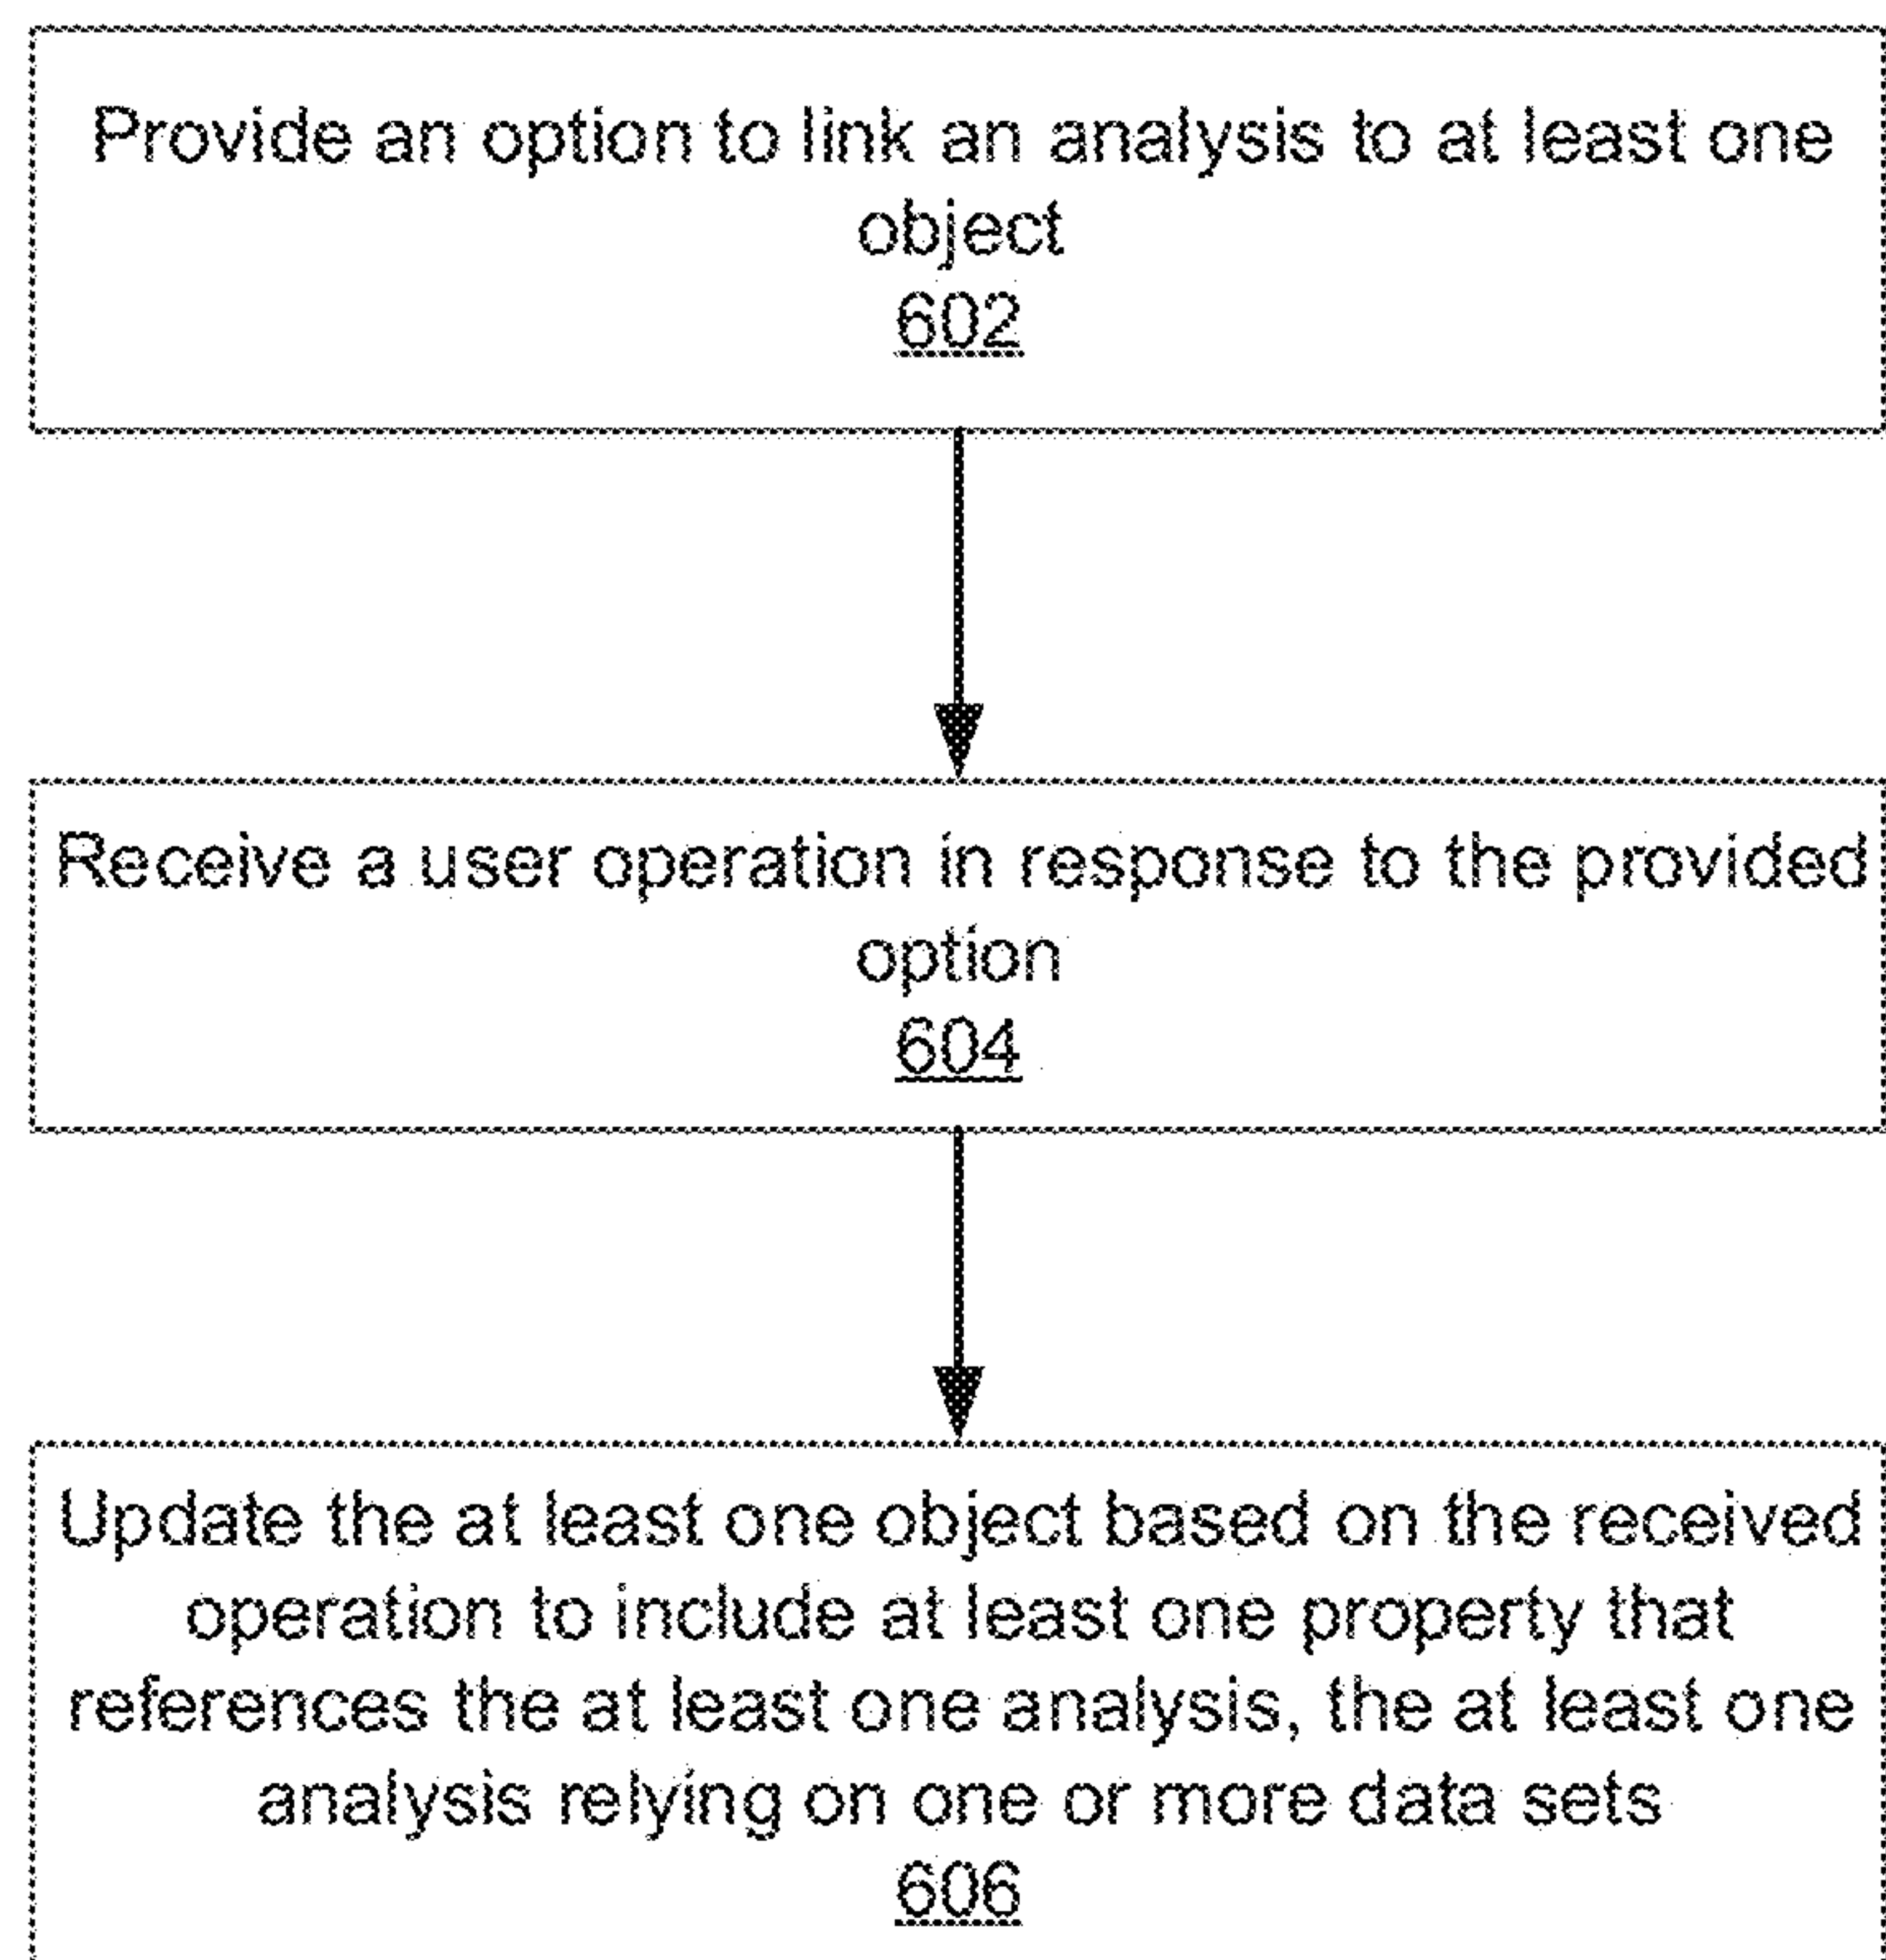 Provide an option to link an analysis to at least one
object
602
Receive a user operation in response to the provided
option
604
Update the at least one object based on the received
operation to include at least one property that
references the at least one analysis, the at least one
analysis relying on one or more data sets
606